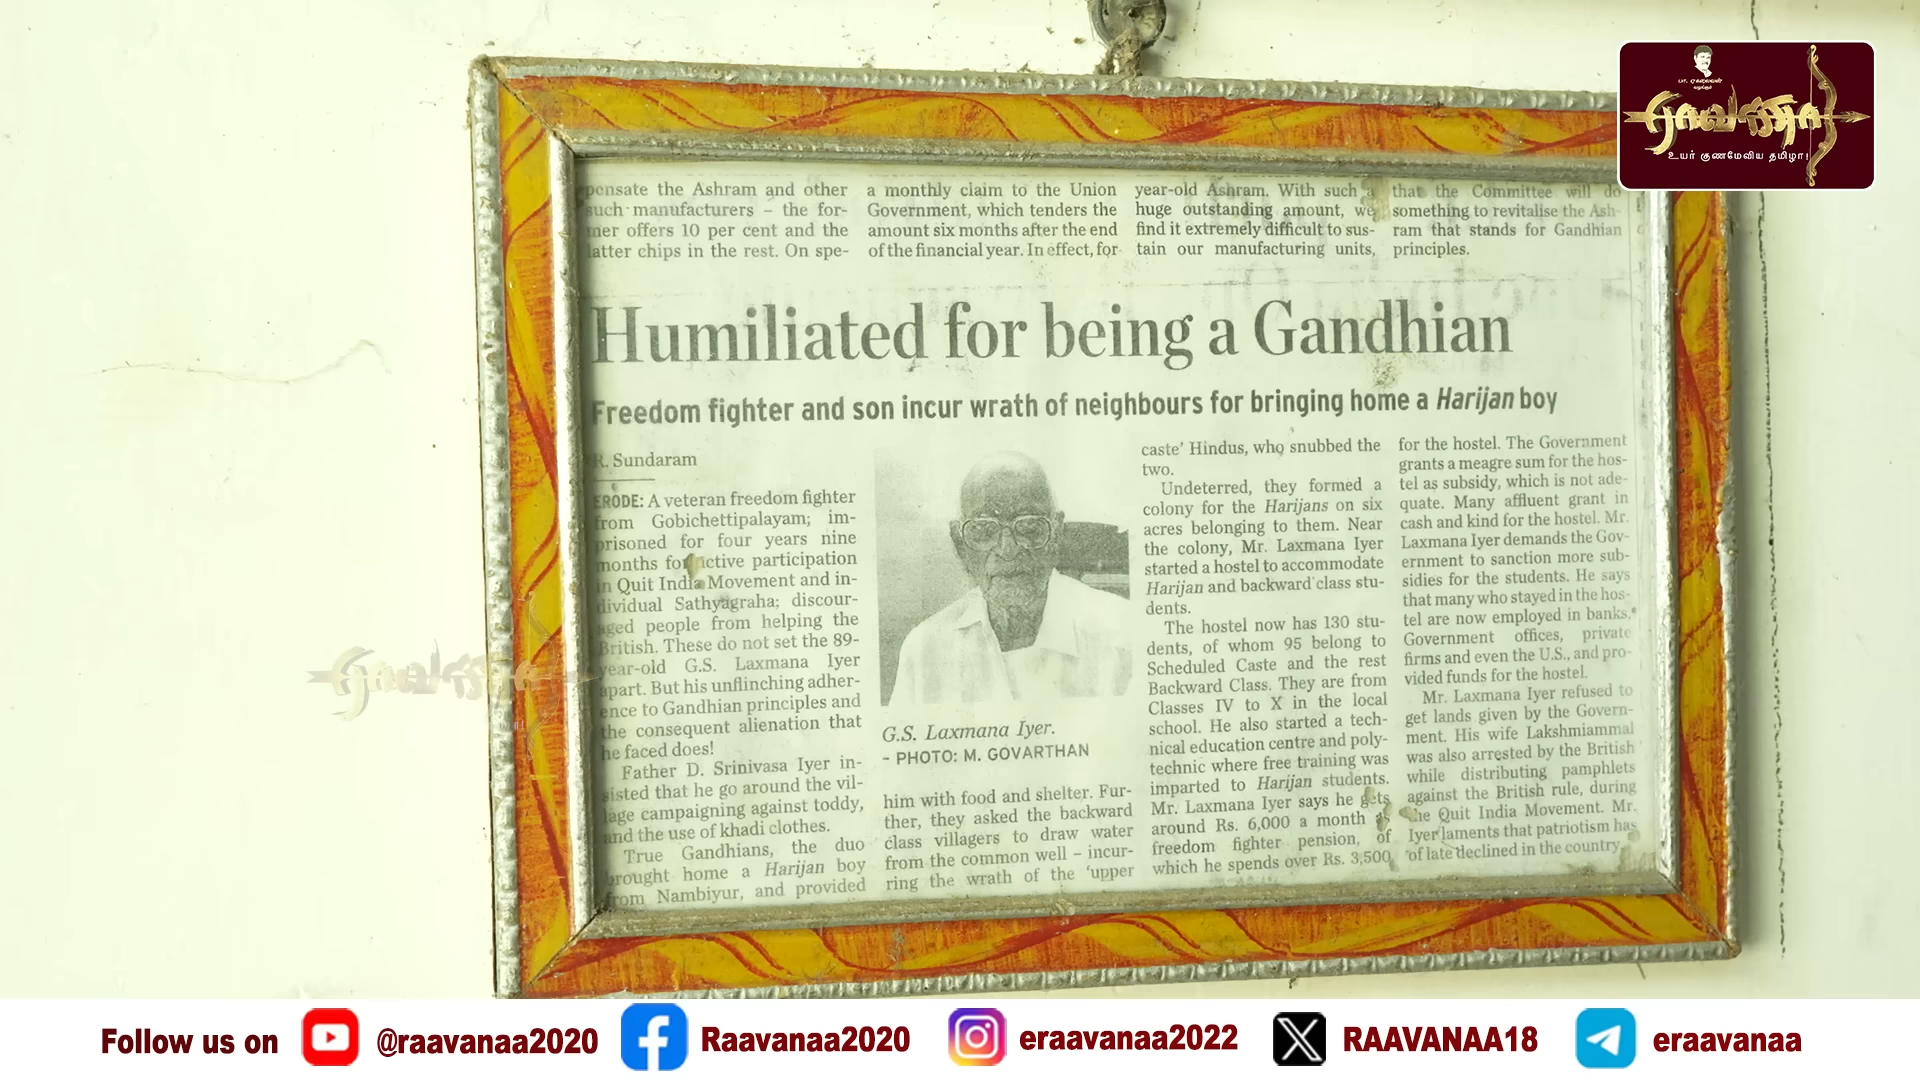 பா. ஏகலைவன்
வழங்கும்
ராவணா
உயர் குணமேவிய தமிழா!
pensate the Ashram and other
such manufacturers – the for-
mer offers 10 per cent and the
latter chips in the rest. On spe-
a monthly claim to the Union
Government, which tenders the
amount six months after the end
of the financial year. In effect, for
year-old Ashram. With such a
huge outstanding amount, we
find it extremely difficult to sus-
tain our manufacturing units,
that the Committee will do
something to revitalise the Ash-
ram that stands for Gandhian
principles.
Humiliated for being a Gandhian
Freedom fighter and son incur wrath of neighbours for bringing home a Harijan boy
R. Sundaram
ERODE: A veteran freedom fighter
from Gobichettipalayam; im-
prisoned for four years nine
months for active participation
in Quit India Movement and in-
dividual Sathyagraha; discour-
aged people from helping the
British. These do not set the 89-
year-old G.S. Laxmana Iyer
apart. But his unflinching adher-
ence to Gandhian principles and
the consequent alienation that
he faced does!
Father D. Srinivasa Iyer in-
sisted that he go around the vil-
lage campaigning against toddy,
and the use of khadi clothes.
True Gandhians, the duo
brought home a Harijan boy
from Nambiyur, and provided
G.S. Laxmana Iyer.
- PHOTO: M. GOVARTHAN
him with food and shelter. Fur-
ther, they asked the backward
class villagers to draw water
from the common well – incur-
ring the wrath of the 'upper
caste' Hindus, who snubbed the
two.
Undeterred, they formed a
colony for the Harijans on six
acres belonging to them. Near
the colony, Mr. Laxmana Iyer
started a hostel to accommodate
Harijan and backward class stu-
dents.
The hostel now has 130 stu-
dents, of whom 95 belong to
Scheduled Caste and the rest
Backward Class. They are from
Classes IV to X in the local
school. He also started a tech-
nical education centre and poly-
technic where free training was
imparted to Harijan students.
Mr. Laxmana Iyer says he gets
around Rs. 6,000 a month as
freedom fighter pension, of
which he spends over Rs. 3,500
for the hostel. The Government
grants a meagre sum for the hos-
tel as subsidy, which is not ade-
quate. Many affluent grant in
cash and kind for the hostel. Mr.
Laxmana Iyer demands the Gov-
ernment to sanction more sub-
sidies for the students. He says
that many who stayed in the hos-
tel are now employed in banks,
Government offices, private
firms and even the U.S., and pro-
vided funds for the hostel.
Mr. Laxmana Iyer refused to
get lands given by the Govern-
ment. His wife Lakshmiammal
was also arrested by the British
while distributing pamphlets
against the British rule, during
the Quit India Movement. Mr.
Iyer laments that patriotism has
of late declined in the country.
ராவணா
Follow us on @raavanaa2020 Raavanaa2020 eraavanaa2022 RAAVANAA18 eraavanaa